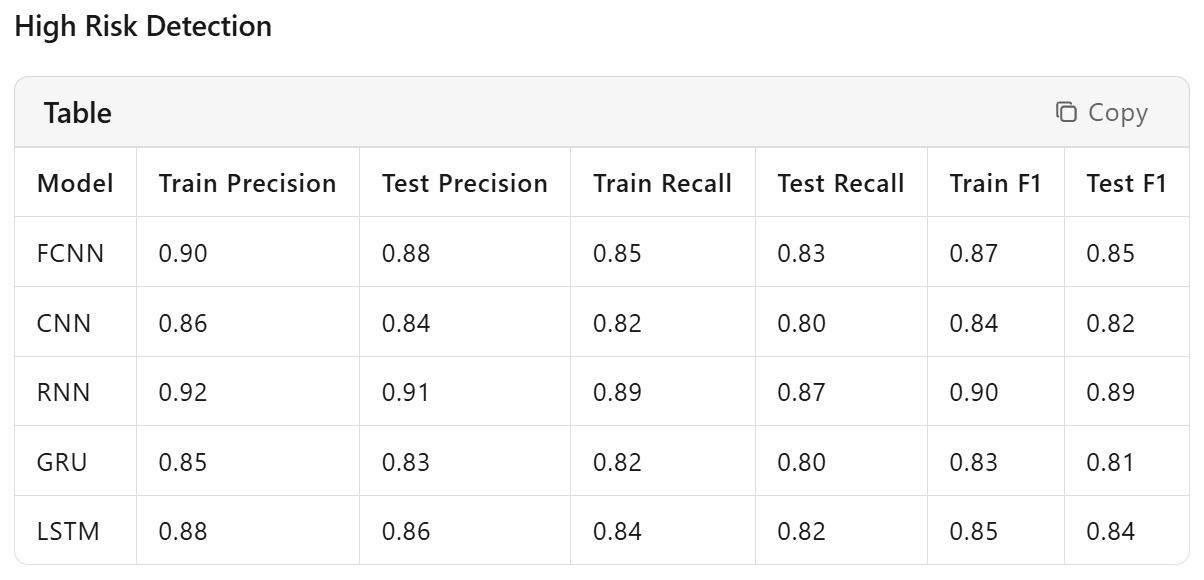 High Risk Detection
Table Copy
Model Train Precision Test Precision Train Recall Test Recall Train F1 Test F1
FCNN 0.90 0.88 0.85 0.83 0.87 0.85
CNN 0.86 0.84 0.82 0.80 0.84 0.82
RNN 0.92 0.91 0.89 0.87 0.90 0.89
GRU 0.85 0.83 0.82 0.80 0.83 0.81
LSTM 0.88 0.86 0.84 0.82 0.85 0.84